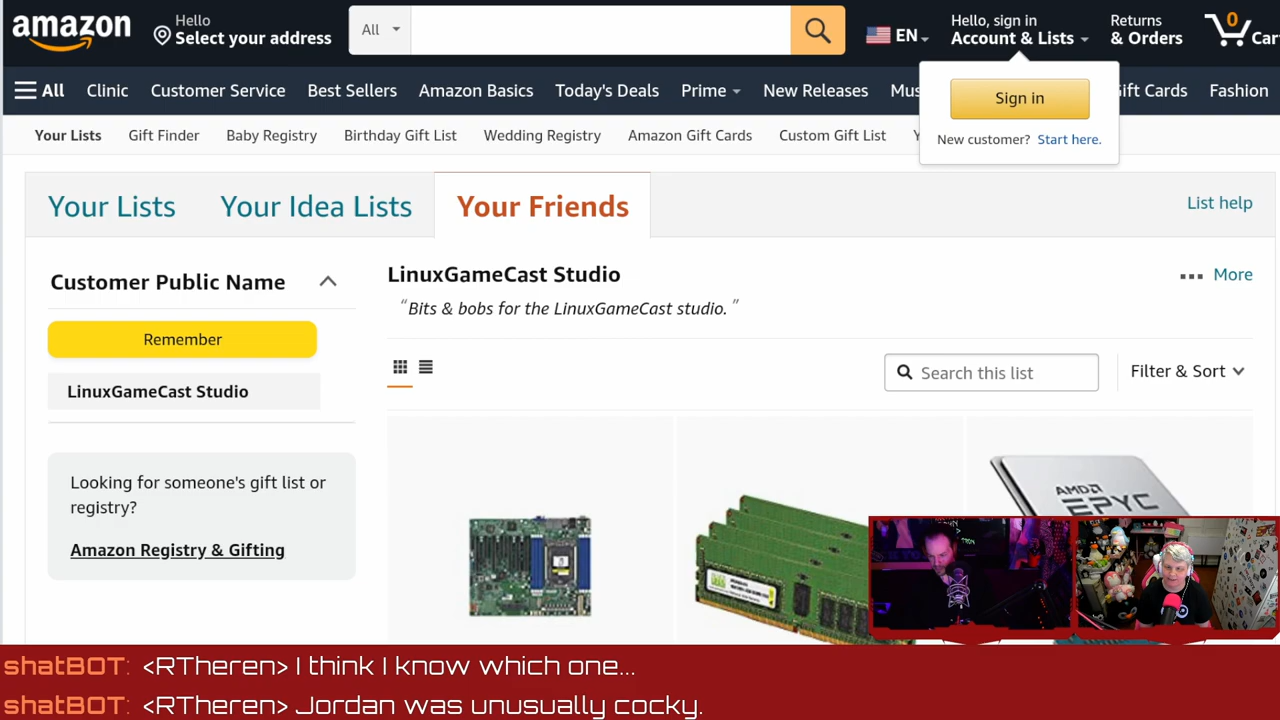 amazon
Hello
Select your address
All
EN
Hello, sign in
Account & Lists
Returns
& Orders
0
Cart
All
Clinic
Customer Service
Best Sellers
Amazon Basics
Today's Deals
Prime
New Releases
Mus
Gift Cards
Fashion
Sign in
New customer? Start here.
Your Lists
Gift Finder
Baby Registry
Birthday Gift List
Wedding Registry
Amazon Gift Cards
Custom Gift List
Your Lists
Your Idea Lists
Your Friends
List help
Customer Public Name
Remember
LinuxGameCast Studio
Looking for someone's gift list or
registry?
Amazon Registry & Gifting
LinuxGameCast Studio
“Bits & bobs for the LinuxGameCast studio. ”
More
Search this list
Filter & Sort
AMD
EPYC
shatBOT: <RTheren> I think I know which one...
shatBOT: <RTheren> Jordan was unusually cocky.